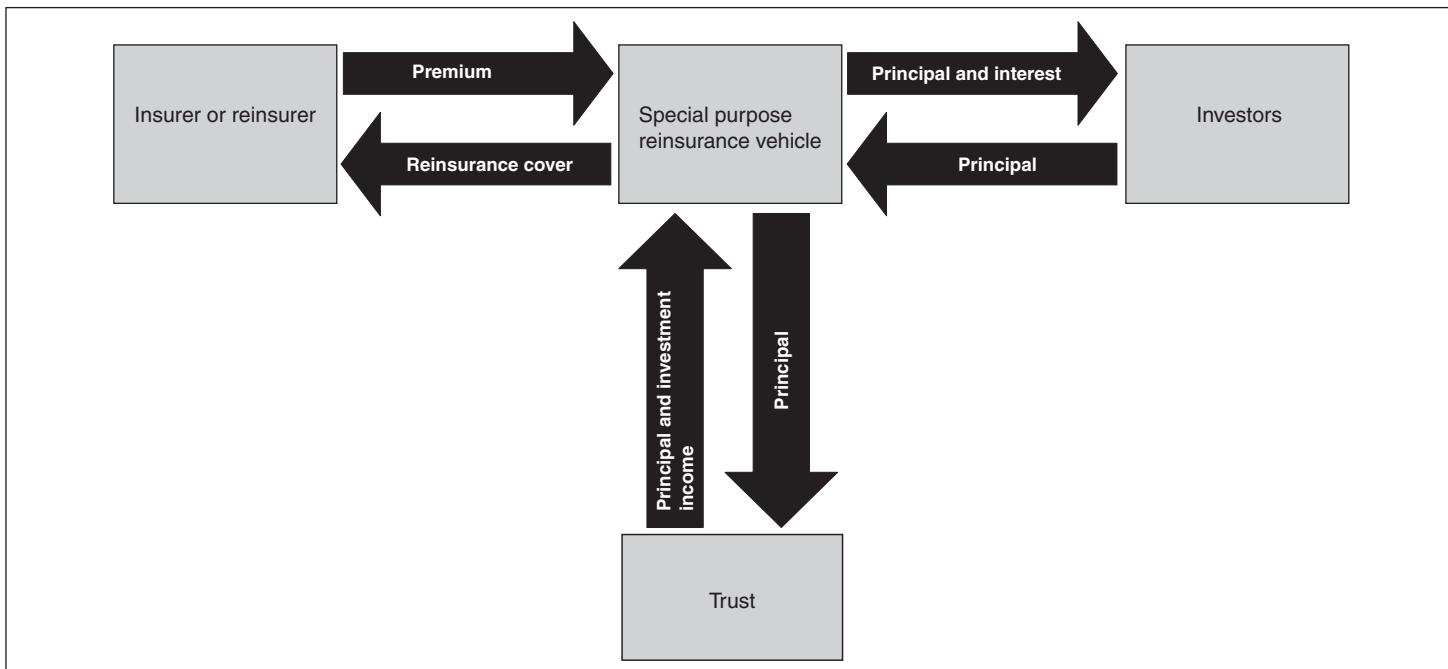 Premium
Principal and interest
Insurer or reinsurer
Special purpose
reinsurance vehicle
Investors
Reinsurance cover
Principal
Principal and investment
income
Principal
Trust